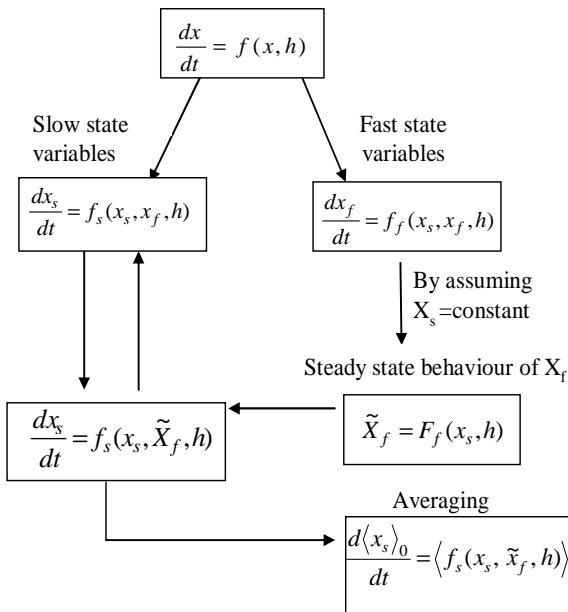 dx/dt = f(x,h)
Slow state
variables
Fast state
variables
dx_s/dt = f_s(x_s, x_f, h)
dx_f/dt = f_f(x_s, x_f, h)
By assuming
X_s=constant
Steady state behaviour of X_f
dx_s/dt = f_s(x_s, X̃_f, h)
X̃_f = F_f(x_s, h)
Averaging
d⟨x_s⟩_0/dt = ⟨f_s(x_s, x̃_f, h)⟩